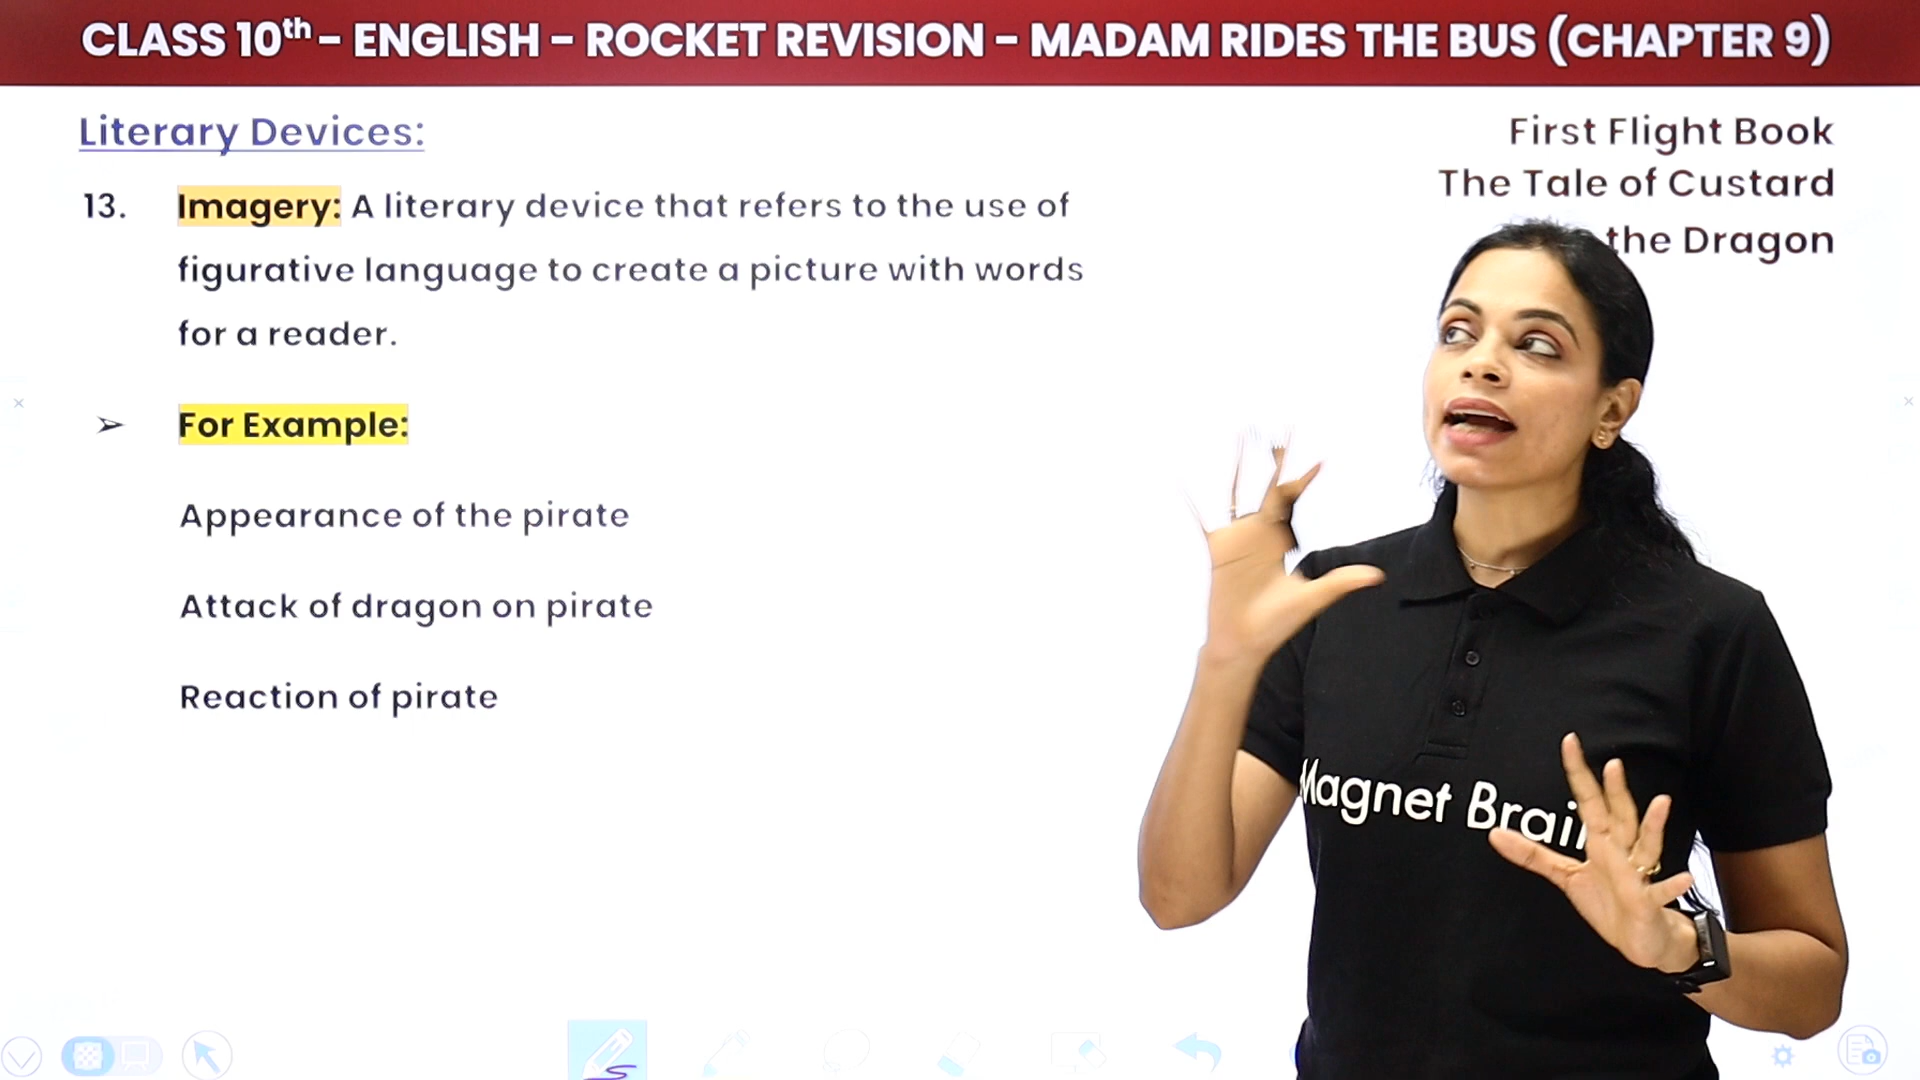 CLASS 10th - ENGLISH - ROCKET REVISION - MADAM RIDES THE BUS (CHAPTER 9)
Literary Devices:
First Flight Book
The Tale of Custard
the Dragon
13. Imagery: A literary device that refers to the use of
figurative language to create a picture with words
for a reader.
➢ For Example:
Appearance of the pirate
Attack of dragon on pirate
Reaction of pirate
Magnet Brai